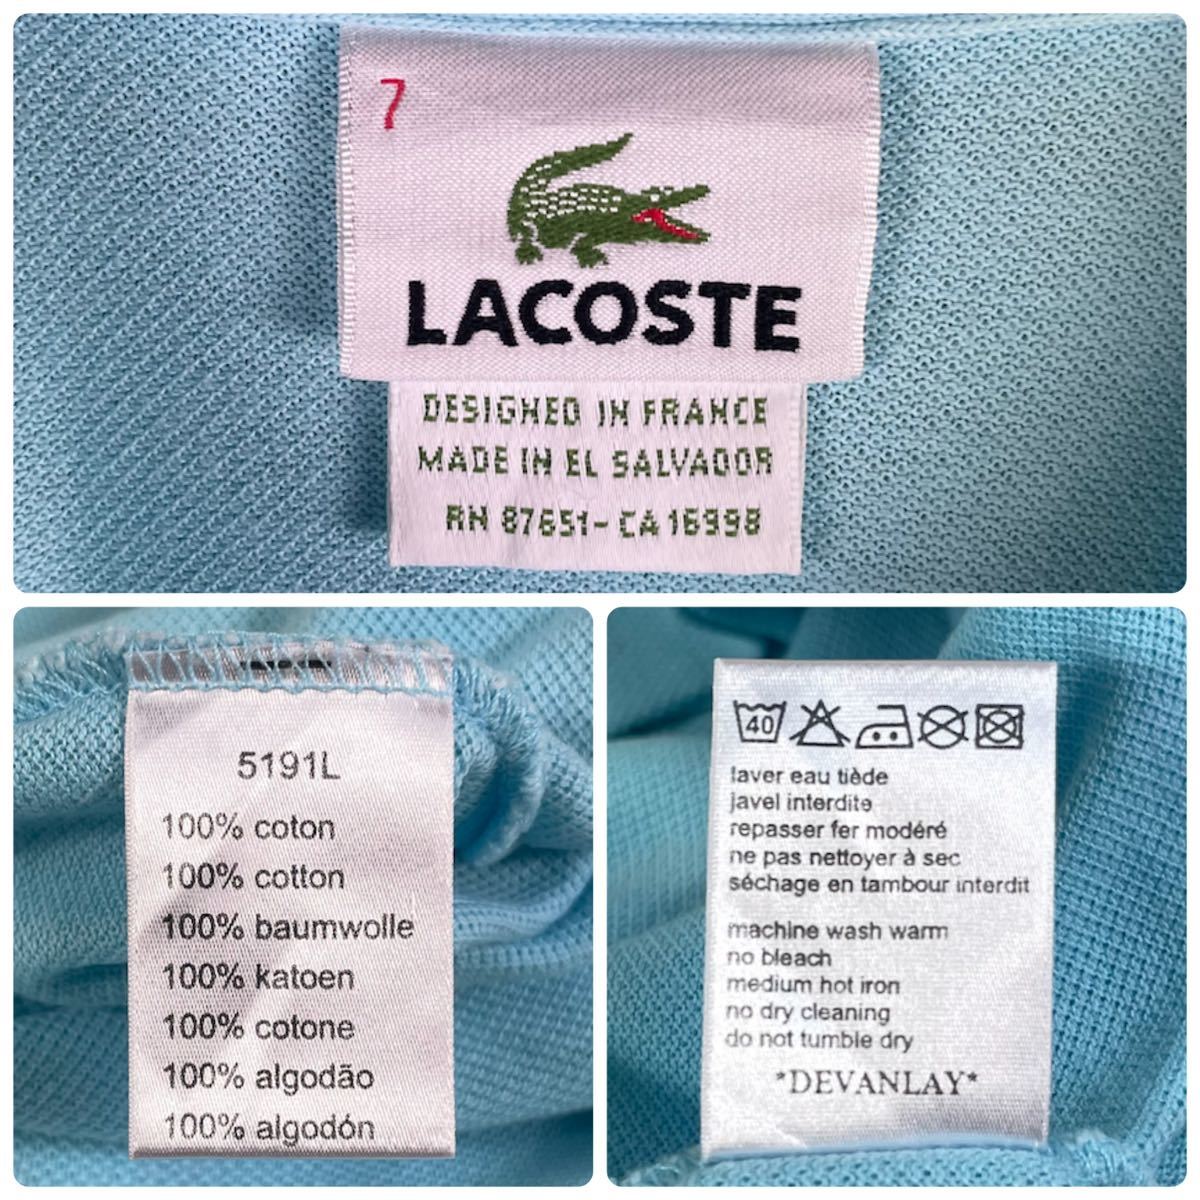 7
LACOSTE
DESIGNED IN FRANCE
MADE IN EL SALVADOR
RN 87651-CA 16998
5191L
100% coton
100% cotton
100% baumwolle
100% katoen
100% cotone
100% algodão
100% algodón
40
laver eau tiède
javel interdite
repasser fer modéré
ne pas nettoyer à sec
séchage en tambour interdit
machine wash warm
no bleach
medium hot iron
no dry cleaning
do not tumble dry
*DEVANLAY*